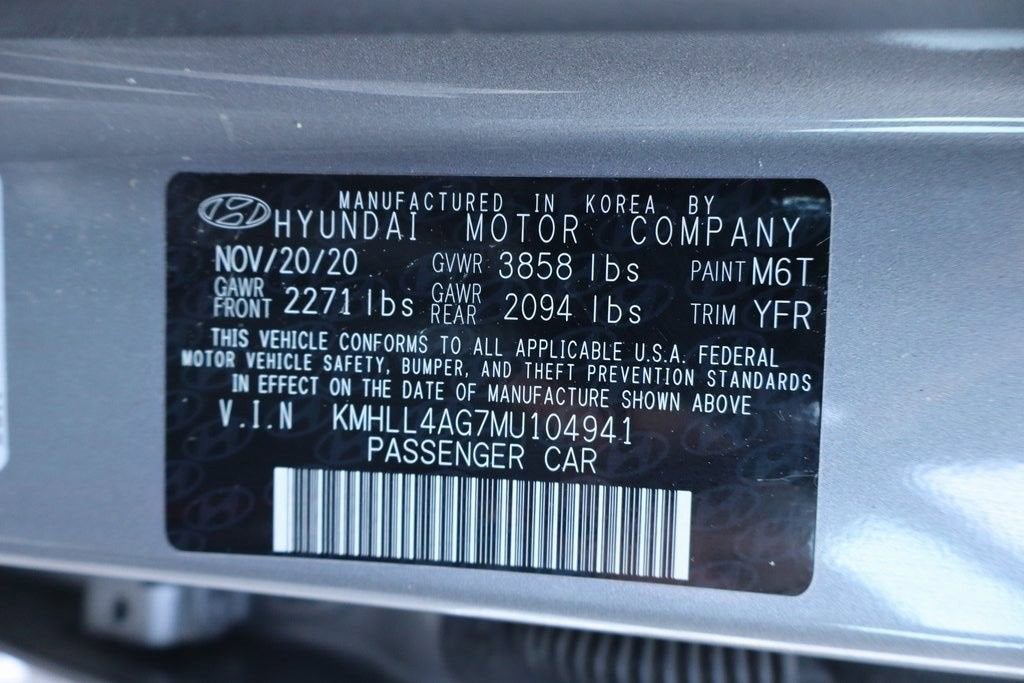 MANUFACTURED IN KOREA BY
HYUNDAI MOTOR COMPANY
NOV/20/20 GVWR 3858 lbs PAINT M6T
GAWR FRONT 2271 lbs GAWR REAR 2094 lbs TRIM YFR
THIS VEHICLE CONFORMS TO ALL APPLICABLE U.S.A. FEDERAL
MOTOR VEHICLE SAFETY, BUMPER, AND THEFT PREVENTION STANDARDS
IN EFFECT ON THE DATE OF MANUFACTURE SHOWN ABOVE
V.I.N KMHLL4AG7MU104941
PASSENGER CAR